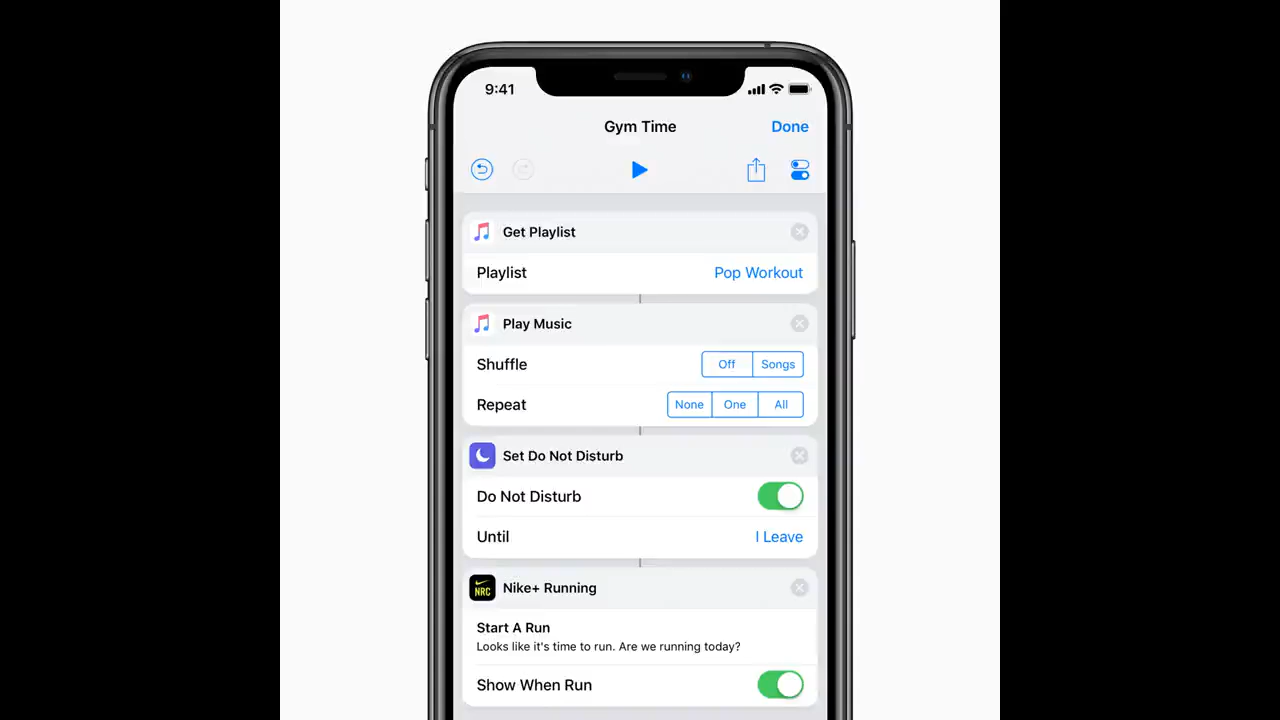 9:41
Gym Time
Done
Get Playlist
Playlist
Pop Workout
Play Music
Shuffle
Off
Songs
Repeat
None
One
All
Set Do Not Disturb
Do Not Disturb
Until
I Leave
NRC
Nike+ Running
Start A Run
Looks like it's time to run. Are we running today?
Show When Run